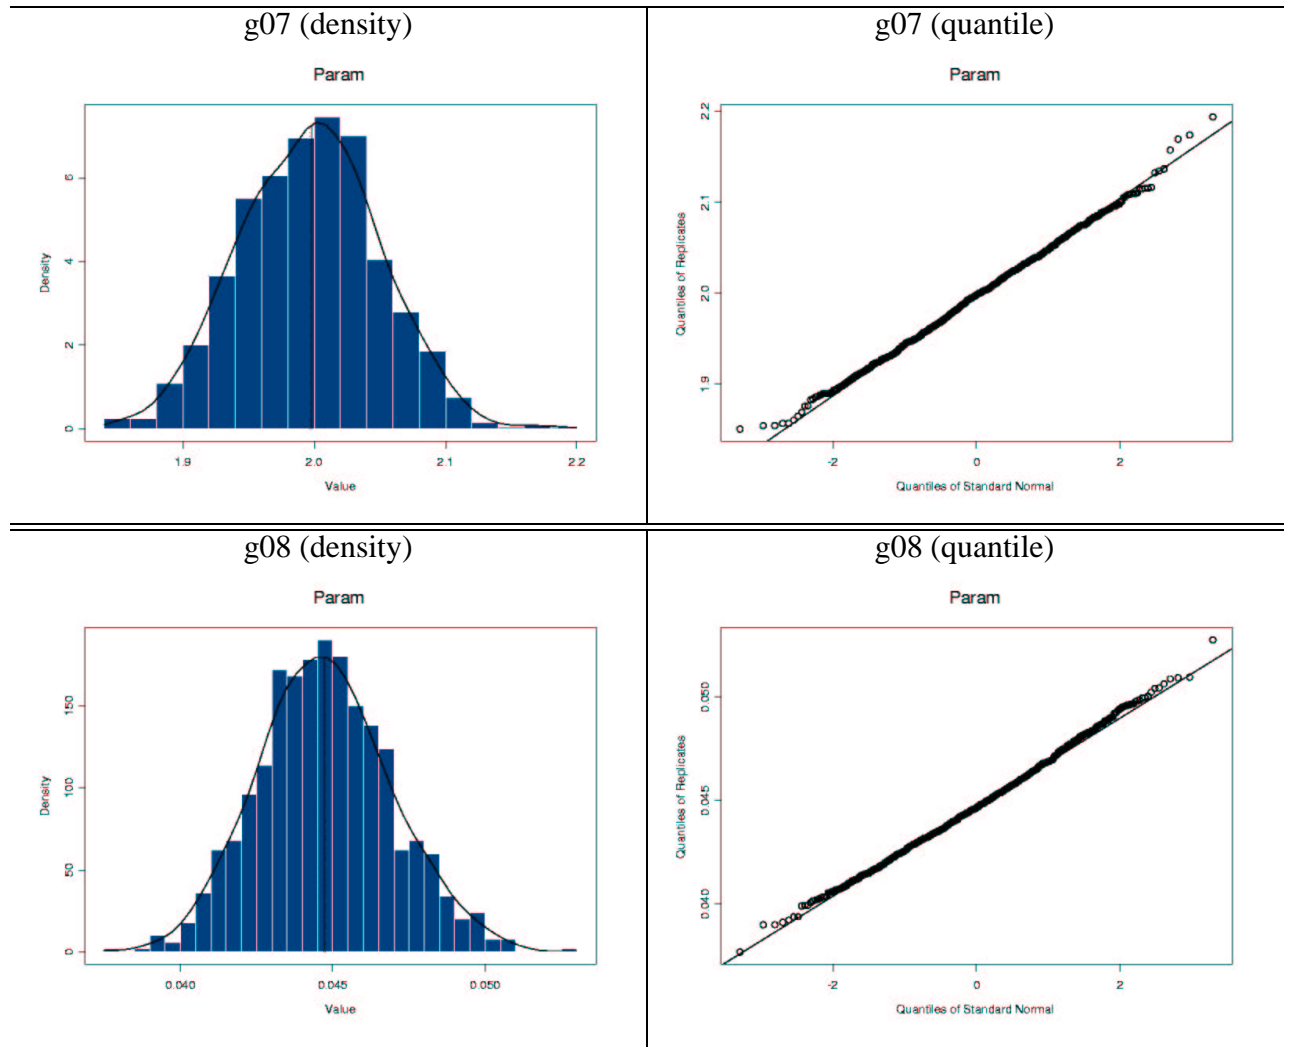 g07 (density)
g07 (quantile)
Param
Param
Density
0
2
4
6
1.9
2.0
2.1
2.2
Value
Quantiles of Replicates
1.9
2.0
2.1
2.2
-2
0
2
Quantiles of Standard Normal
g08 (density)
g08 (quantile)
Param
Param
Density
0
50
100
150
0.040
0.045
0.050
Value
Quantiles of Replicates
0.040
0.045
0.050
-2
0
2
Quantiles of Standard Normal